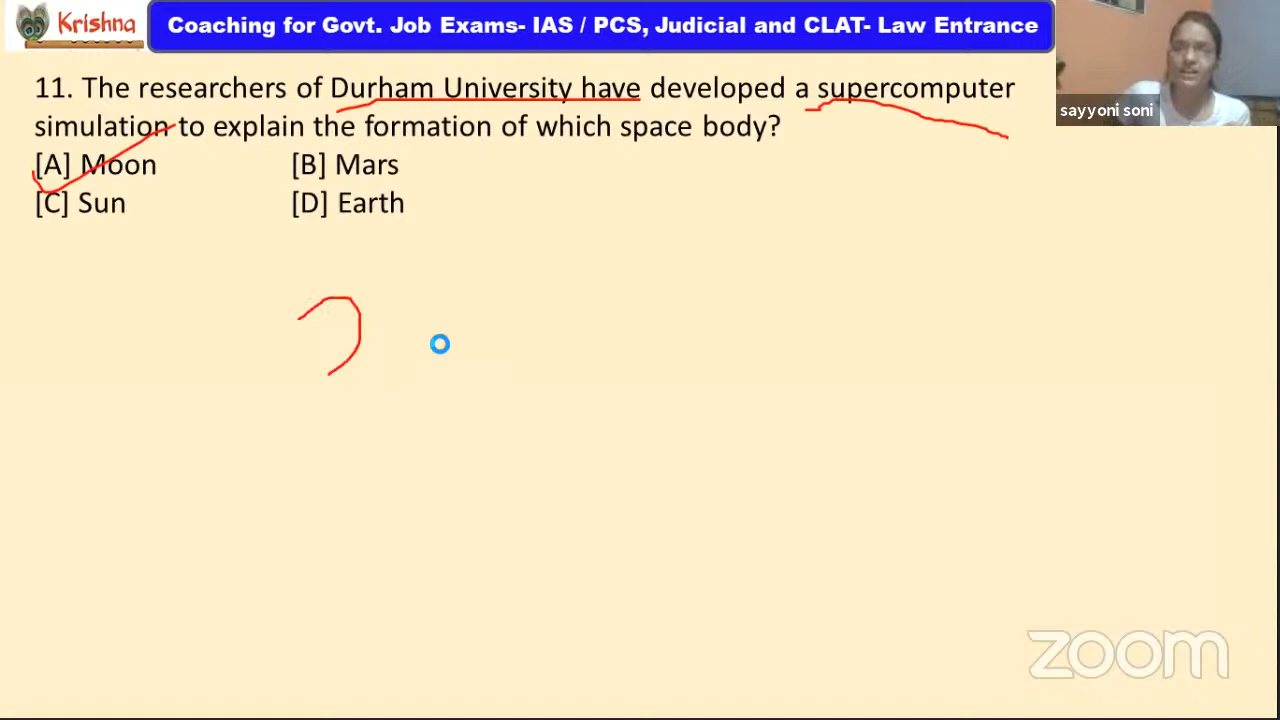 Krishna
Coaching for Govt. Job Exams- IAS / PCS, Judicial and CLAT- Law Entrance
sayyoni soni
11. The researchers of Durham University have developed a supercomputer
simulation to explain the formation of which space body?
[A] Moon [B] Mars
[C] Sun [D] Earth
zoom